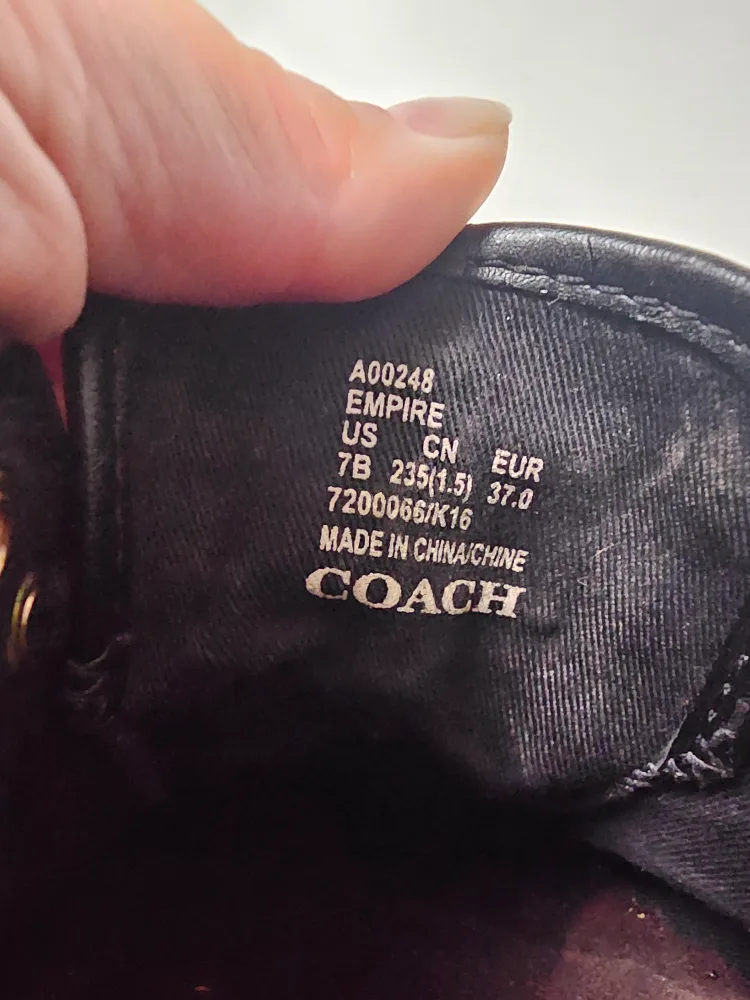 A00248
EMPIRE
US CN EUR
7B 235(1.5) 37.0
7200066/K16
MADE IN CHINA/CHINE
COACH